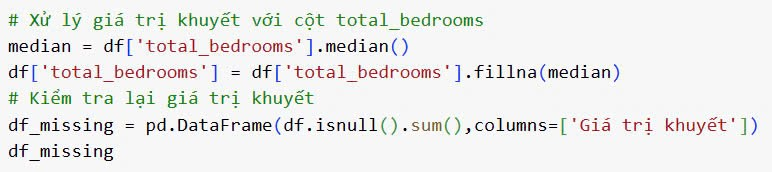 # Xử lý giá trị khuyết với cột total_bedrooms
median = df['total_bedrooms'].median()
df['total_bedrooms'] = df['total_bedrooms'].fillna(median)
# Kiểm tra lại giá trị khuyết
df_missing = pd.DataFrame(df.isnull().sum(),columns=['Giá trị khuyết'])
df_missing